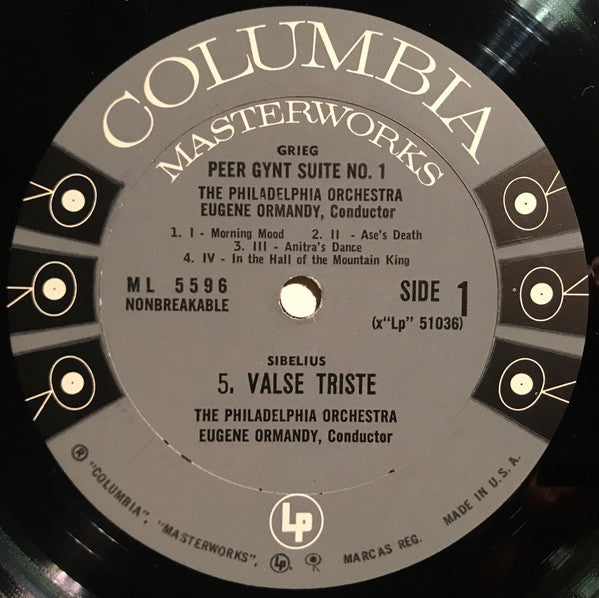 COLUMBIA
MASTERWORKS
GRIEG
PEER GYNT SUITE NO. 1
THE PHILADELPHIA ORCHESTRA
EUGENE ORMANDY, Conductor
1. I - Morning Mood 2. II - Ase's Death
3. III - Anitra's Dance
4. IV - In the Hall of the Mountain King
ML 5596
NONBREAKABLE
SIDE 1
(x"Lp" 51036)
SIBELIUS
5. VALSE TRISTE
THE PHILADELPHIA ORCHESTRA
EUGENE ORMANDY, Conductor
Lp
® "COLUMBIA", "MASTERWORKS", Lp, MARCAS REG. MADE IN U. S. A.